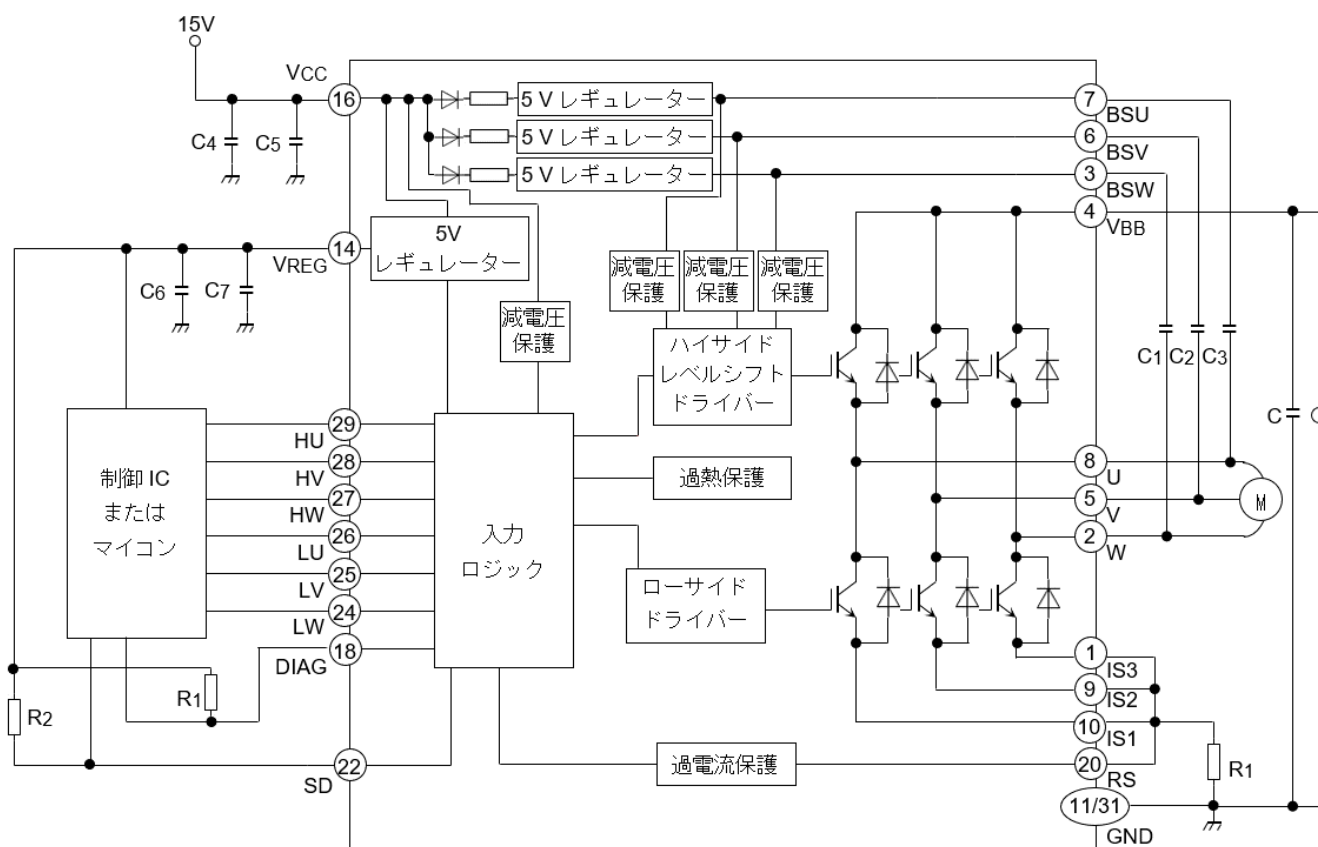 15V
VCC
16
5 V レギュレーター
7
BSU
C4
C5
5 V レギュレーター
6
BSV
5 V レギュレーター
3
BSW
4
VBB
5V
レギュレーター
14
VREG
C6
C7
減電圧
保護
減電圧
保護
減電圧
保護
減電圧
保護
ハイサイド
レベルシフト
ドライバー
C1
C2
C3
C
制御 IC
または
マイコン
29
HU
28
HV
27
HW
26
LU
25
LV
24
LW
18
DIAG
入力
ロジック
過熱保護
ローサイド
ドライバー
8
U
5
V
2
W
M
1
IS3
9
IS2
10
IS1
R1
R2
22
SD
過電流保護
20
RS
R1
11/31
GND